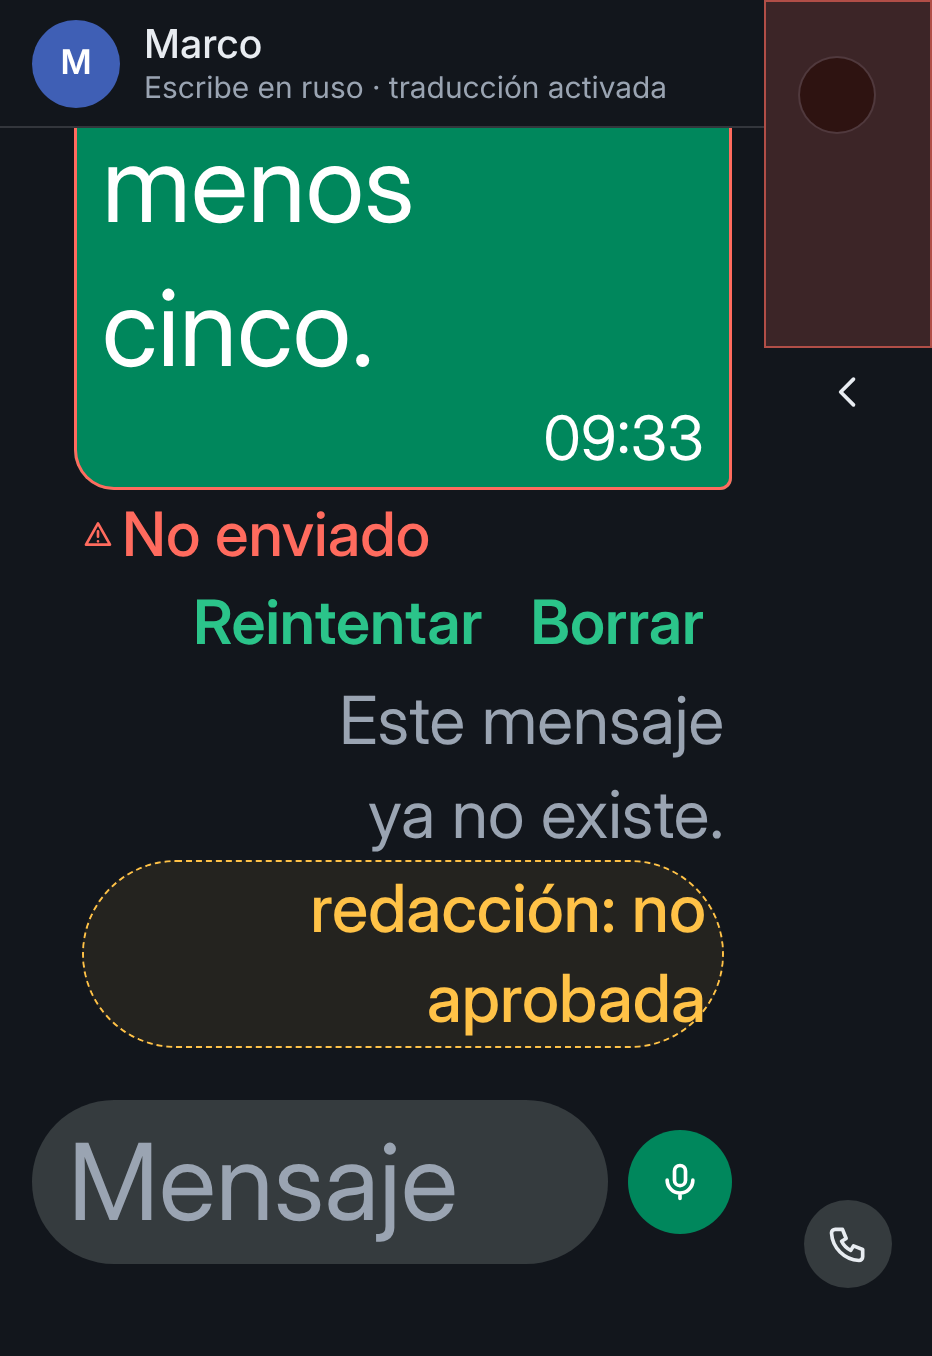 M
Marco
Escribe en ruso · traducción activada
menos
cinco.
09:33
No enviado
Reintentar Borrar
Este mensaje
ya no existe.
redacción: no
aprobada
Mensaje